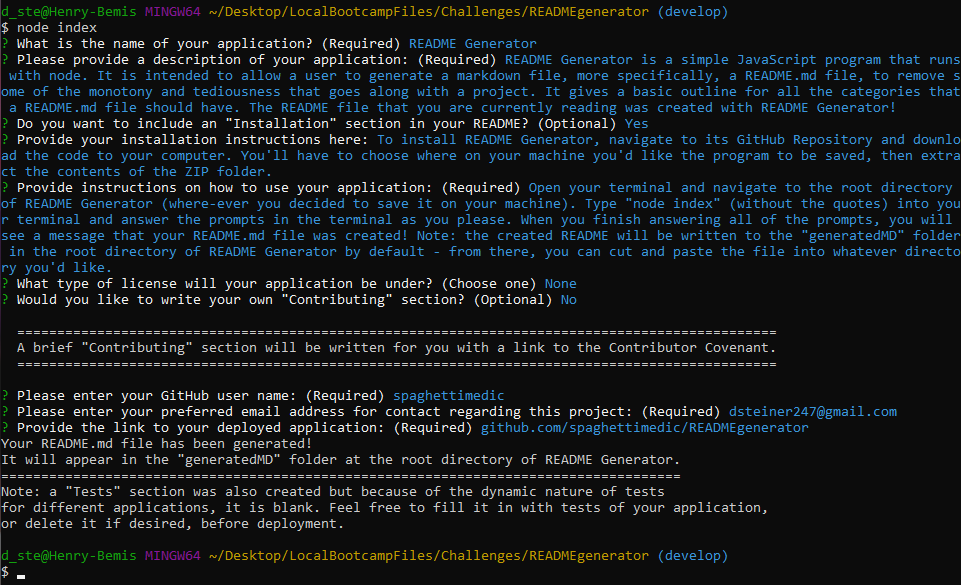 d_ste@Henry-Bemis MINGW64 ~/Desktop/LocalBootcampFiles/Challenges/READMEgenerator (develop)
$ node index
? What is the name of your application? (Required) README Generator
? Please provide a description of your application: (Required) README Generator is a simple JavaScript program that runs
 with node. It is intended to allow a user to generate a markdown file, more specifically, a README.md file, to remove s
ome of the monotony and tediousness that goes along with a project. It gives a basic outline for all the categories that
 a README.md file should have. The README file that you are currently reading was created with README Generator!
? Do you want to include an "Installation" section in your README? (Optional) Yes
? Provide your installation instructions here: To install README Generator, navigate to its GitHub Repository and downlo
ad the code to your computer. You'll have to choose where on your machine you'd like the program to be saved, then extra
ct the contents of the ZIP folder.
? Provide instructions on how to use your application: (Required) Open your terminal and navigate to the root directory
of README Generator (where-ever you decided to save it on your machine). Type "node index" (without the quotes) into you
r terminal and answer the prompts in the terminal as you please. When you finish answering all of the prompts, you will
see a message that your README.md file was created! Note: the created README will be written to the "generatedMD" folder
 in the root directory of README Generator by default - from there, you can cut and paste the file into whatever directo
ry you'd like.
? What type of license will your application be under? (Choose one) None
? Would you like to write your own "Contributing" section? (Optional) No
===============================================================================================
A brief "Contributing" section will be written for you with a link to the Contributor Covenant.
===============================================================================================
? Please enter your GitHub user name: (Required) spaghettimedic
? Please enter your preferred email address for contact regarding this project: (Required) dsteiner247@gmail.com
? Provide the link to your deployed application: (Required) github.com/spaghettimedic/READMEgenerator
Your README.md file has been generated!
It will appear in the "generatedMD" folder at the root directory of README Generator.
=====================================================================================
Note: a "Tests" section was also created but because of the dynamic nature of tests
for different applications, it is blank. Feel free to fill it in with tests of your application,
or delete it if desired, before deployment.
d_ste@Henry-Bemis MINGW64 ~/Desktop/LocalBootcampFiles/Challenges/READMEgenerator (develop)
$